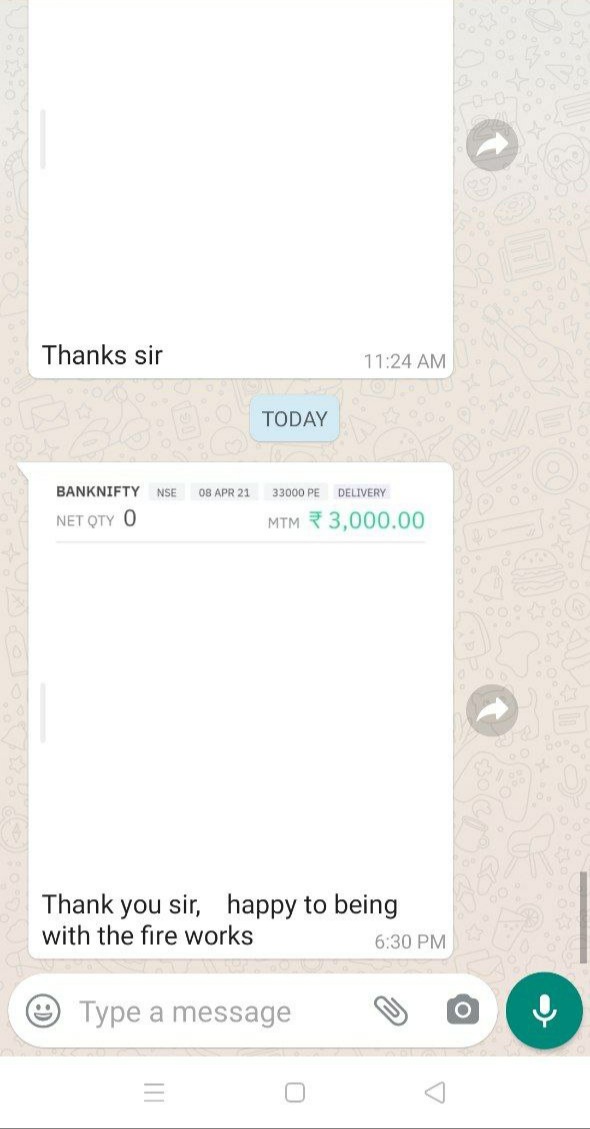 Thanks sir
11:24 AM
TODAY
BANKNIFTY NSE 08 APR 21 33000 PE DELIVERY
NET QTY 0 MTM ₹ 3,000.00
Thank you sir, happy to being
with the fire works
6:30 PM
Type a message